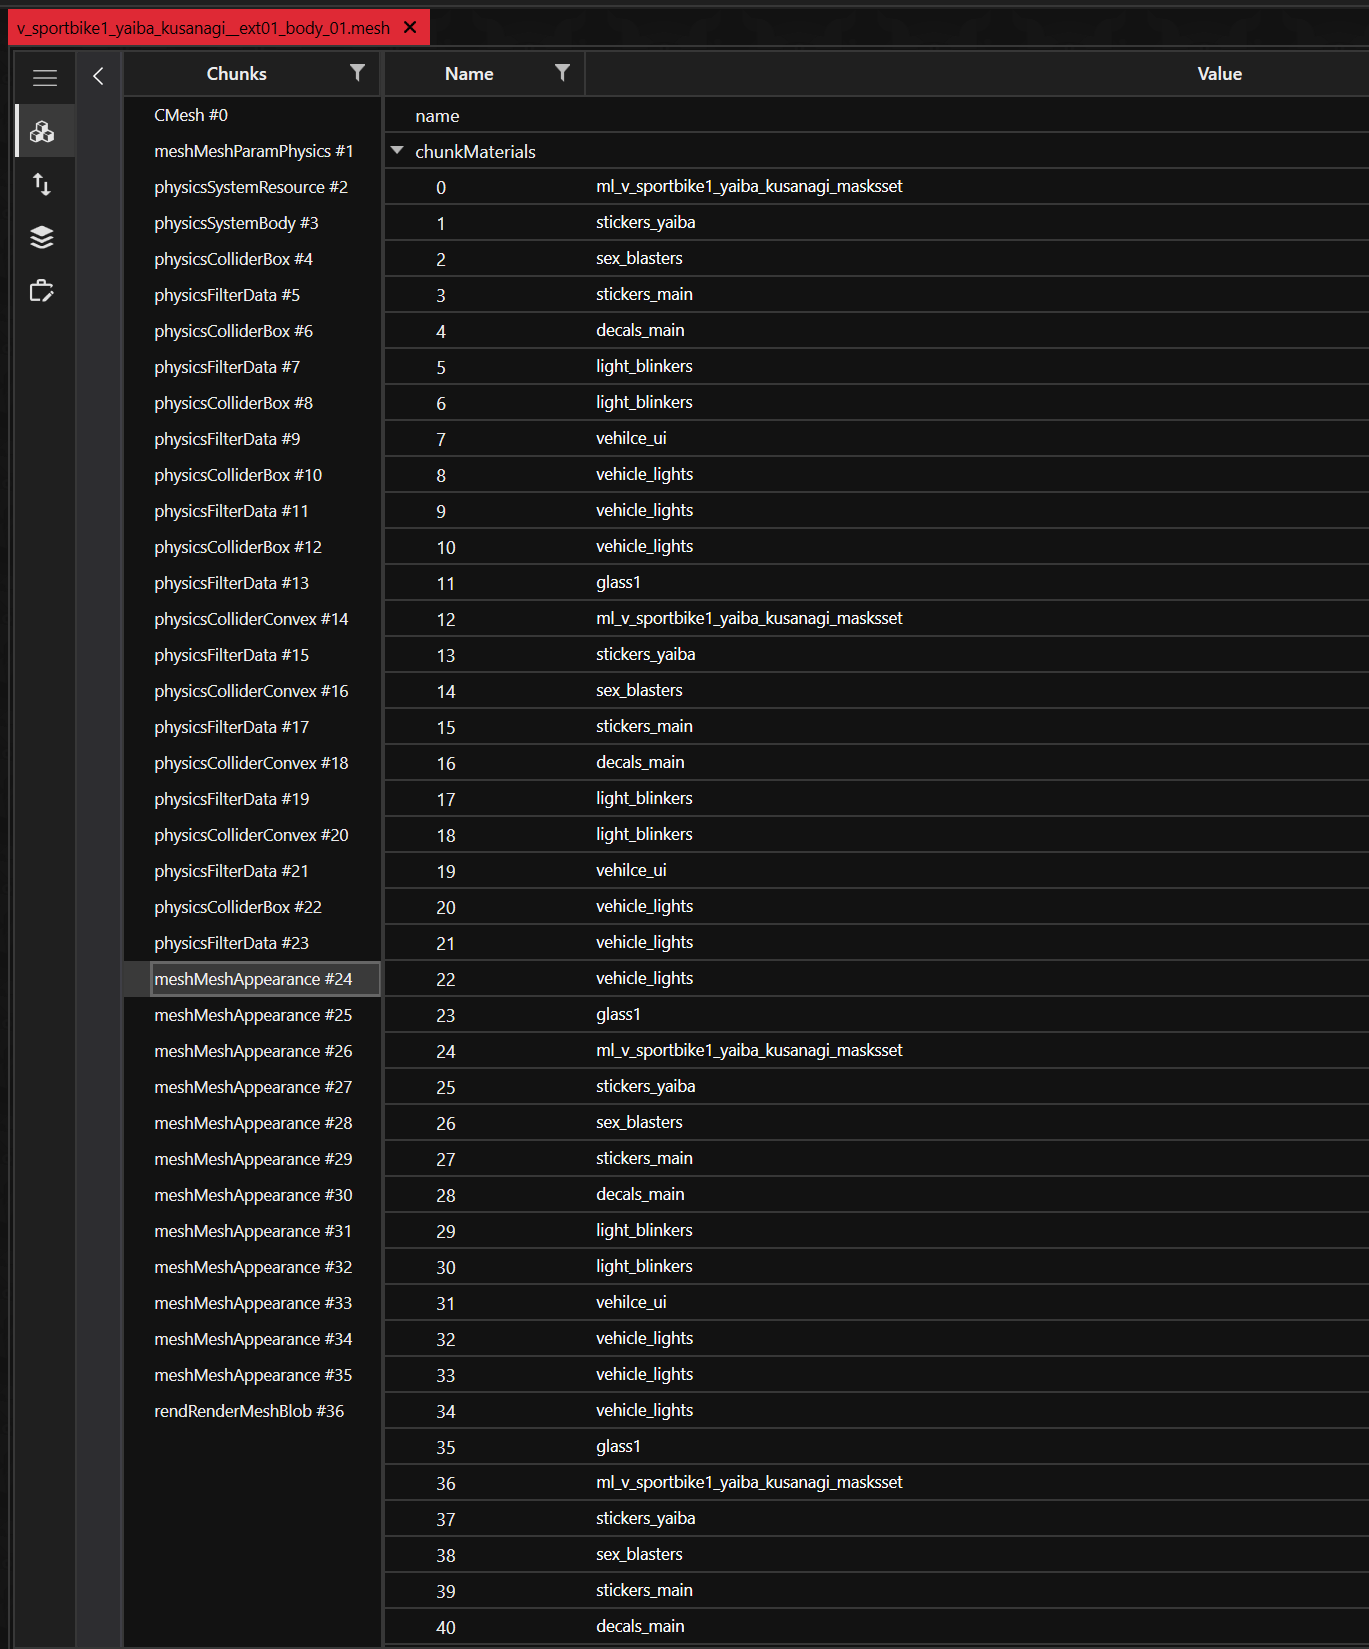 v_sportbike1_yaiba_kusanagi__ext01_body_01.mesh
Chunks
CMesh #0
meshMeshParamPhysics #1
physicsSystemResource #2
physicsSystemBody #3
physicsColliderBox #4
physicsFilterData #5
physicsColliderBox #6
physicsFilterData #7
physicsColliderBox #8
physicsFilterData #9
physicsColliderBox #10
physicsFilterData #11
physicsColliderBox #12
physicsFilterData #13
physicsColliderConvex #14
physicsFilterData #15
physicsColliderConvex #16
physicsFilterData #17
physicsColliderConvex #18
physicsFilterData #19
physicsColliderConvex #20
physicsFilterData #21
physicsColliderBox #22
physicsFilterData #23
meshMeshAppearance #24
meshMeshAppearance #25
meshMeshAppearance #26
meshMeshAppearance #27
meshMeshAppearance #28
meshMeshAppearance #29
meshMeshAppearance #30
meshMeshAppearance #31
meshMeshAppearance #32
meshMeshAppearance #33
meshMeshAppearance #34
meshMeshAppearance #35
rendRenderMeshBlob #36
Name Value
name
chunkMaterials
0 ml_v_sportbike1_yaiba_kusanagi_masksset
1 stickers_yaiba
2 sex_blasters
3 stickers_main
4 decals_main
5 light_blinkers
6 light_blinkers
7 vehilce_ui
8 vehicle_lights
9 vehicle_lights
10 vehicle_lights
11 glass1
12 ml_v_sportbike1_yaiba_kusanagi_masksset
13 stickers_yaiba
14 sex_blasters
15 stickers_main
16 decals_main
17 light_blinkers
18 light_blinkers
19 vehilce_ui
20 vehicle_lights
21 vehicle_lights
22 vehicle_lights
23 glass1
24 ml_v_sportbike1_yaiba_kusanagi_masksset
25 stickers_yaiba
26 sex_blasters
27 stickers_main
28 decals_main
29 light_blinkers
30 light_blinkers
31 vehilce_ui
32 vehicle_lights
33 vehicle_lights
34 vehicle_lights
35 glass1
36 ml_v_sportbike1_yaiba_kusanagi_masksset
37 stickers_yaiba
38 sex_blasters
39 stickers_main
40 decals_main